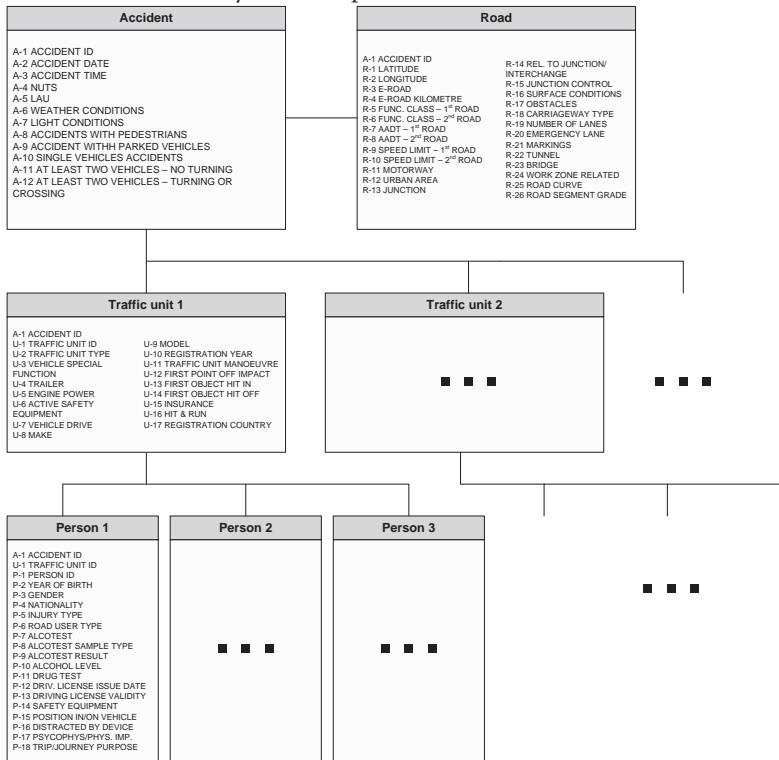 Accident
A-1 ACCIDENT ID
A-2 ACCIDENT DATE
A-3 ACCIDENT TIME
A-4 NUTS
A-5 LAU
A-6 WEATHER CONDITIONS
A-7 LIGHT CONDITIONS
A-8 ACCIDENTS WITH PEDESTRIANS
A-9 ACCIDENT WITHH PARKED VEHICLES
A-10 SINGLE VEHICLES ACCIDENTS
A-11 AT LEAST TWO VEHICLES – NO TURNING
A-12 AT LEAST TWO VEHICLES – TURNING OR
CROSSING
Road
A-1 ACCIDENT ID
R-1 LATITUDE
R-2 LONGITUDE
R-3 E-ROAD
R-4 E-ROAD KILOMETRE
R-5 FUNC. CLASS – 1st ROAD
R-6 FUNC. CLASS – 2nd ROAD
R-7 AADT – 1st ROAD
R-8 AADT – 2nd ROAD
R-9 SPEED LIMIT – 1st ROAD
R-10 SPEED LIMIT – 2nd ROAD
R-11 MOTORWAY
R-12 URBAN AREA
R-13 JUNCTION
R-14 REL. TO JUNCTION/
INTERCHANGE
R-15 JUNCTION CONTROL
R-16 SURFACE CONDITIONS
R-17 OBSTACLES
R-18 CARRIAGEWAY TYPE
R-19 NUMBER OF LANES
R-20 EMERGENCY LANE
R-21 MARKINGS
R-22 TUNNEL
R-23 BRIDGE
R-24 WORK ZONE RELATED
R-25 ROAD CURVE
R-26 ROAD SEGMENT GRADE
Traffic unit 1
A-1 ACCIDENT ID
U-1 TRAFFIC UNIT ID
U-2 TRAFFIC UNIT TYPE
U-3 VEHICLE SPECIAL
FUNCTION
U-4 TRAILER
U-5 ENGINE POWER
U-6 ACTIVE SAFETY
EQUIPMENT
U-7 VEHICLE DRIVE
U-8 MAKE
U-9 MODEL
U-10 REGISTRATION YEAR
U-11 TRAFFIC UNIT MANOEUVRE
U-12 FIRST POINT OFF IMPACT
U-13 FIRST OBJECT HIT IN
U-14 FIRST OBJECT HIT OFF
U-15 INSURANCE
U-16 HIT & RUN
U-17 REGISTRATION COUNTRY
Traffic unit 2
Person 1
A-1 ACCIDENT ID
U-1 TRAFFIC UNIT ID
P-1 PERSON ID
P-2 YEAR OF BIRTH
P-3 GENDER
P-4 NATIONALITY
P-5 INJURY TYPE
P-6 ROAD USER TYPE
P-7 ALCOTEST
P-8 ALCOTEST SAMPLE TYPE
P-9 ALCOTEST RESULT
P-10 ALCOHOL LEVEL
P-11 DRUG TEST
P-12 DRIV. LICENSE ISSUE DATE
P-13 DRIVING LICENSE VALIDITY
P-14 SAFETY EQUIPMENT
P-15 POSITION IN/ON VEHICLE
P-16 DISTRACTED BY DEVICE
P-17 PSYCOPHYS/PHYS. IMP.
P-18 TRIP/JOURNEY PURPOSE
Person 2
Person 3